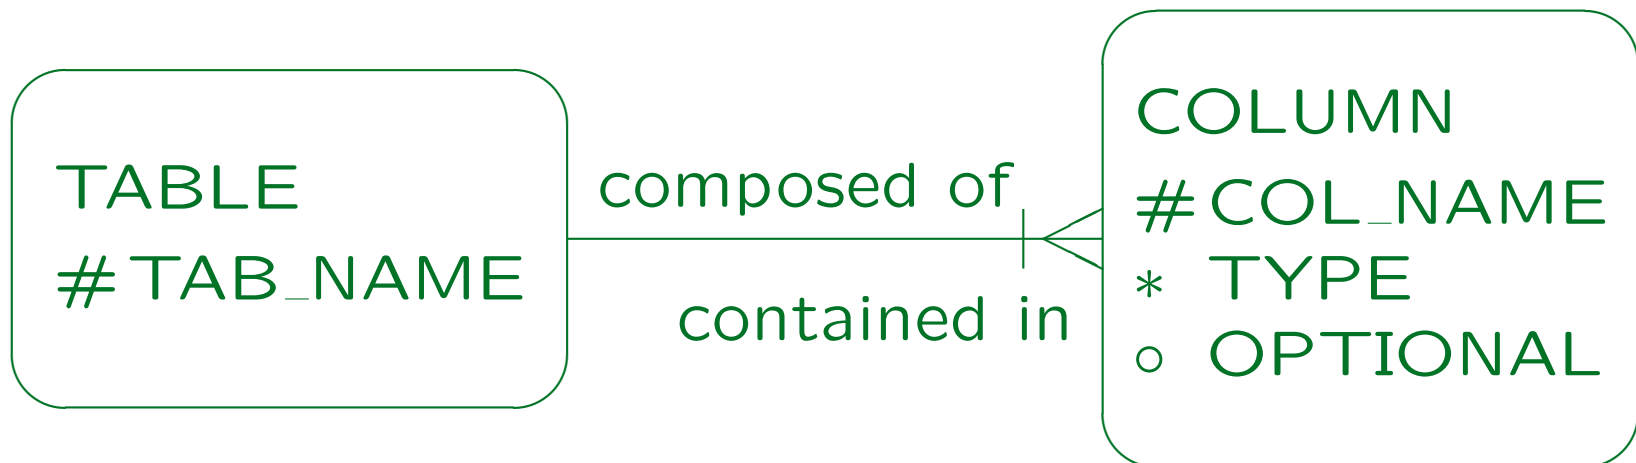 TABLE
# TAB_NAME
composed of
contained in
COLUMN
# COL_NAME
* TYPE
○ OPTIONAL